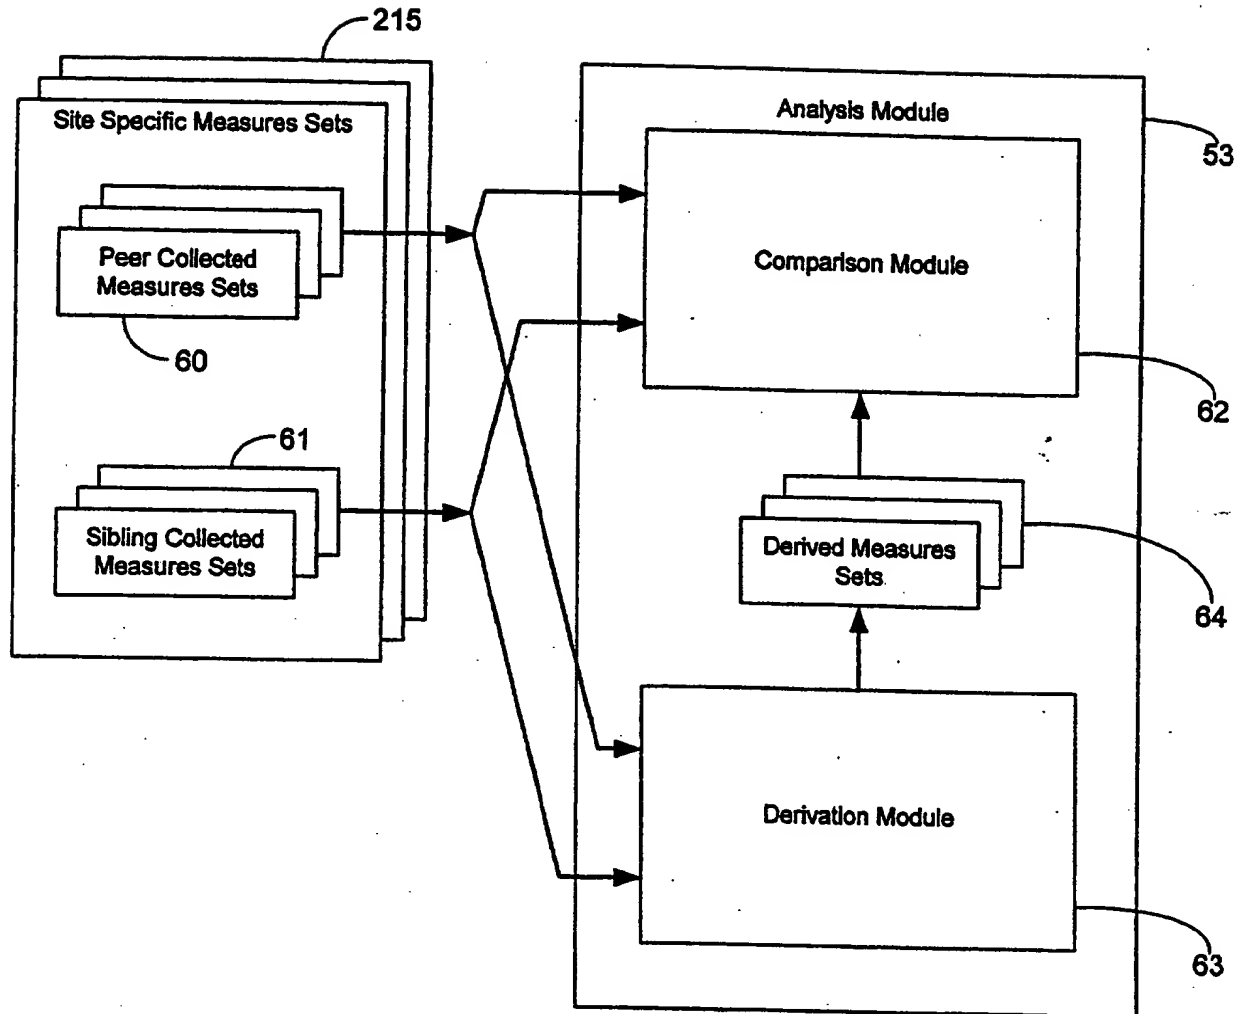 215
Site Specific Measures Sets
Peer Collected
Measures Sets
60
61
Sibling Collected
Measures Sets
Analysis Module
53
Comparison Module
62
Derived Measures
Sets
64
Derivation Module
63